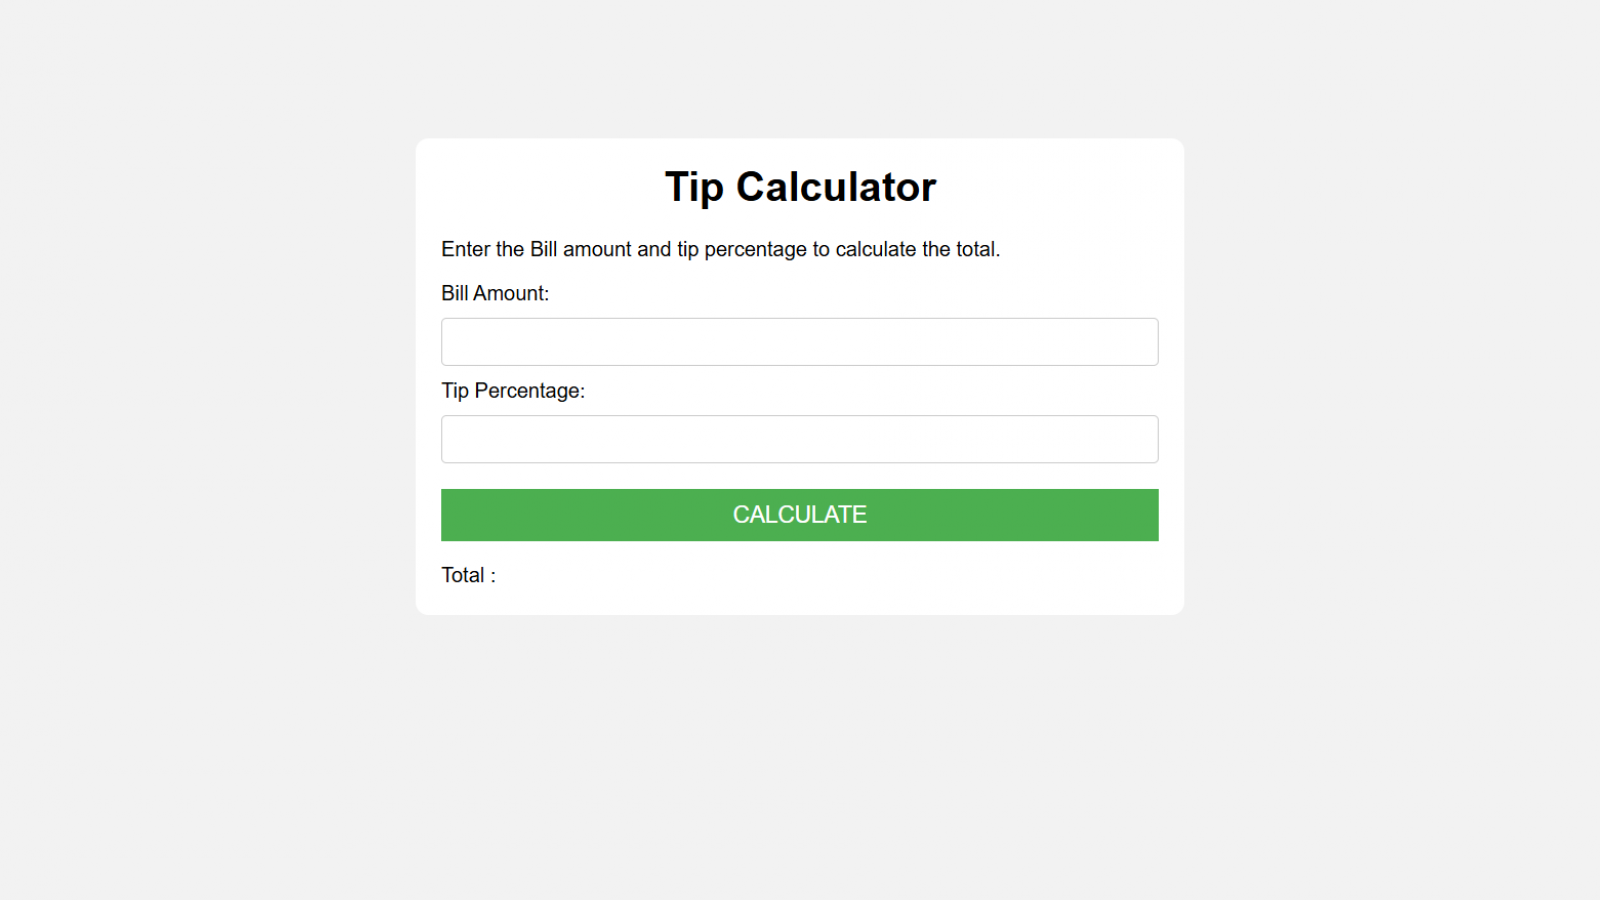 Tip Calculator
Enter the Bill amount and tip percentage to calculate the total.
Bill Amount:
Tip Percentage:
CALCULATE
Total :